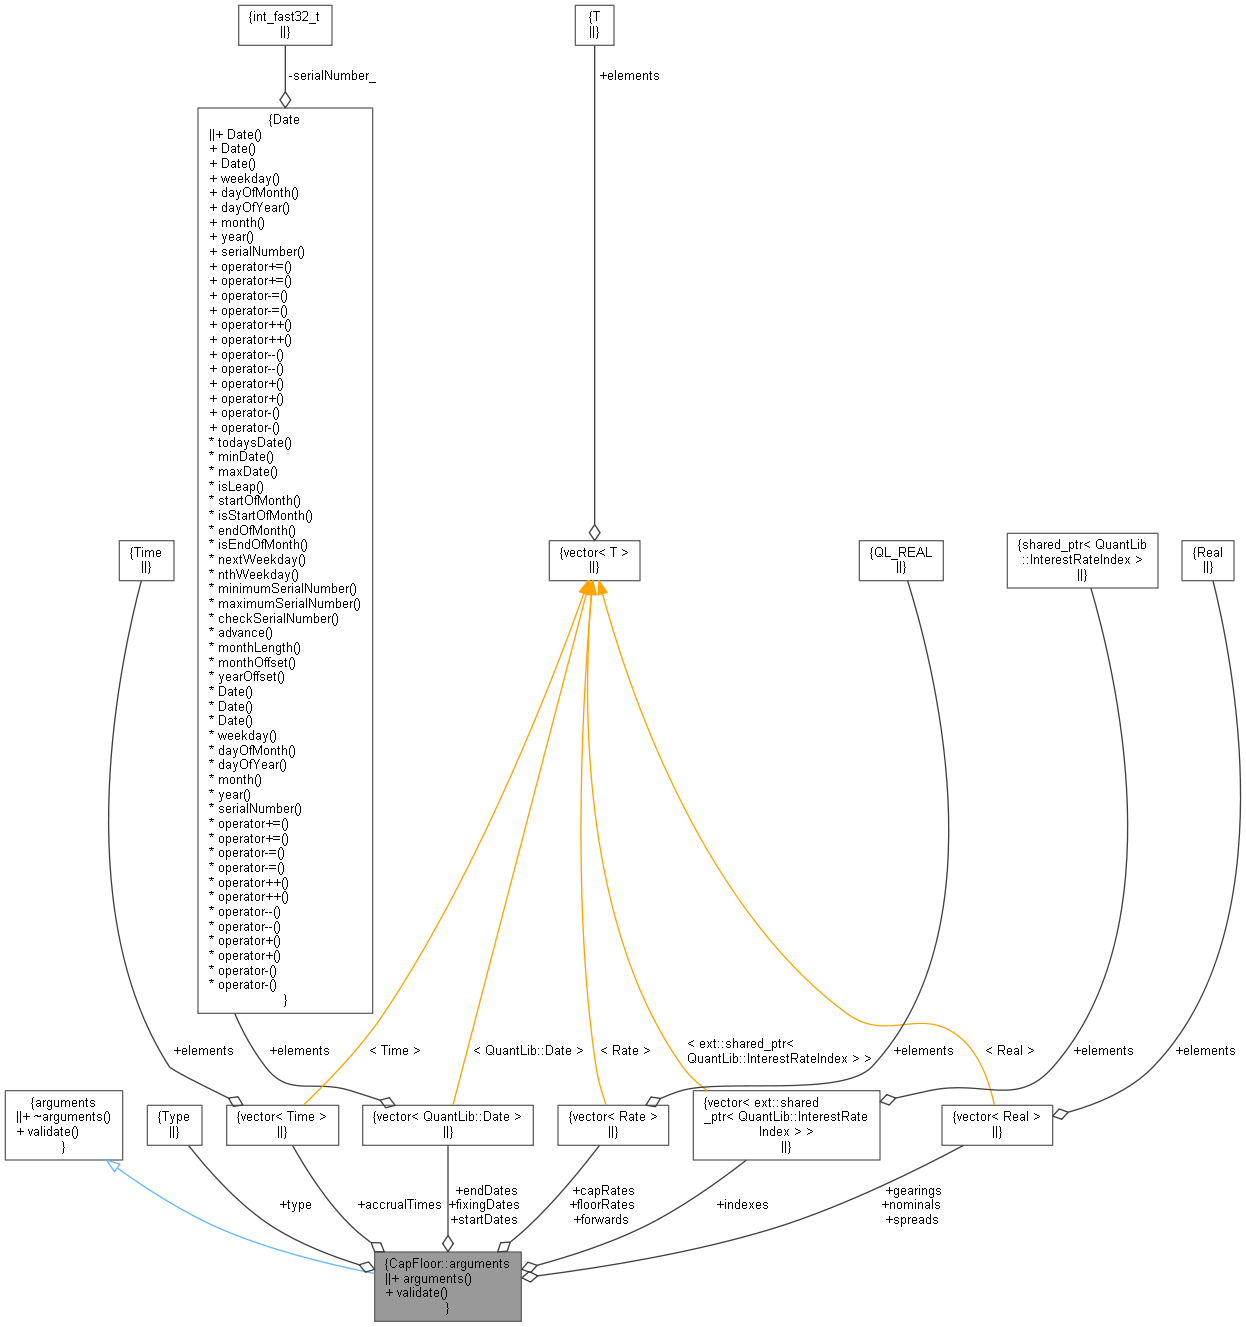 {int_fast32_t
||}
{T
||}
-serialNumber_
+elements
{Date
||+ Date()
+ Date()
+ Date()
+ weekday()
+ dayOfMonth()
+ dayOfYear()
+ month()
+ year()
+ serialNumber()
+ operator+=()
+ operator+=()
+ operator-=()
+ operator-=()
+ operator++()
+ operator++()
+ operator--()
+ operator--()
+ operator+()
+ operator+()
+ operator-()
+ operator-()
* todaysDate()
* minDate()
* maxDate()
* isLeap()
* startOfMonth()
* isStartOfMonth()
* endOfMonth()
* isEndOfMonth()
* nextWeekday()
* nthWeekday()
* minimumSerialNumber()
* maximumSerialNumber()
* checkSerialNumber()
* advance()
* monthLength()
* monthOffset()
* yearOffset()
* Date()
* Date()
* Date()
* weekday()
* dayOfMonth()
* dayOfYear()
* month()
* year()
* serialNumber()
* operator+=()
* operator+=()
* operator-=()
* operator-=()
* operator++()
* operator++()
* operator--()
* operator--()
* operator+()
* operator+()
* operator-()
* operator-()
}
{Time
||}
{vector< T >
||}
{QL_REAL
||}
{shared_ptr< QuantLib
::InterestRateIndex >
||}
{Real
||}
+elements
+elements
< Time >
< QuantLib::Date >
< Rate >
< ext::shared_ptr<
QuantLib::InterestRateIndex > >
+elements
< Real >
+elements
+elements
{arguments
||+ ~arguments()
+ validate()
}
{Type
||}
{vector< Time >
||}
{vector< QuantLib::Date >
||}
{vector< Rate >
||}
{vector< ext::shared
_ptr< QuantLib::InterestRate
Index > >
||}
{vector< Real >
||}
+type
+accrualTimes
+endDates
+fixingDates
+startDates
+capRates
+floorRates
+forwards
+indexes
+gearings
+nominals
+spreads
{CapFloor::arguments
||+ arguments()
+ validate()
}